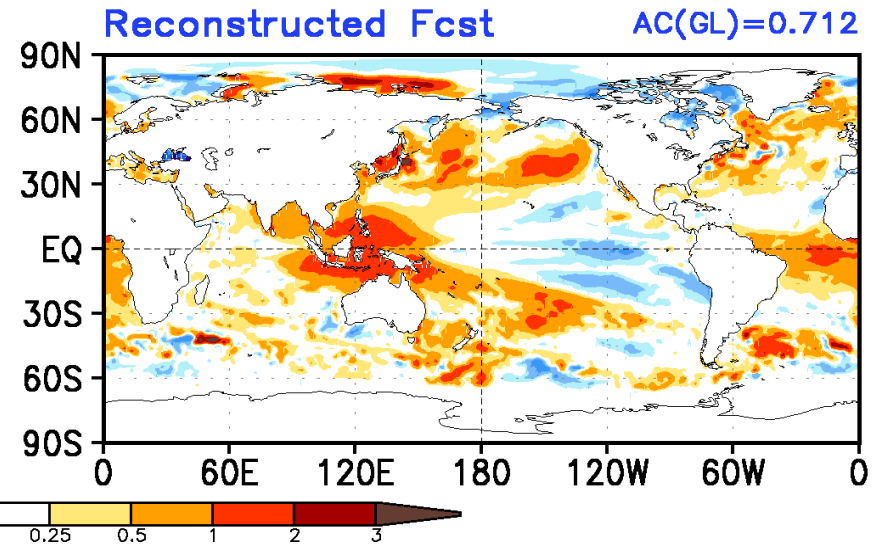 Reconstructed Fcst AC(GL)=0.712
90N
60N
30N
EQ
30S
60S
90S
0 60E 120E 180 120W 60W 0
0.25 0.5 1 2 3